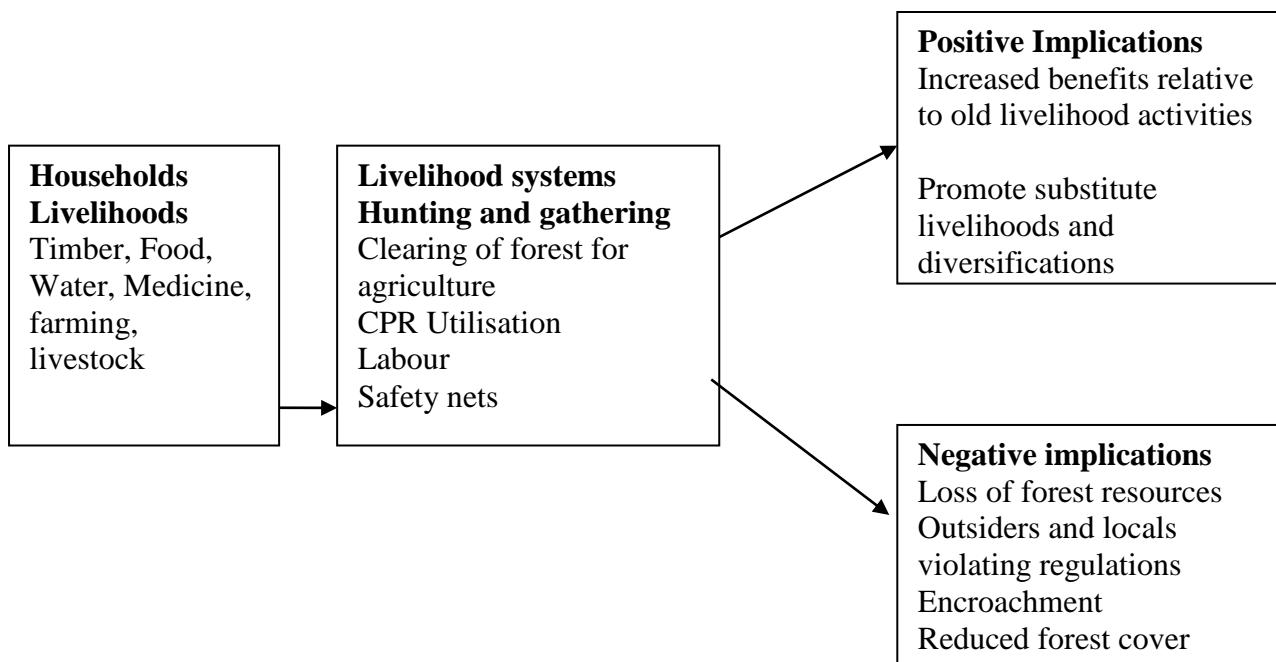 Households
Livelihoods
Timber, Food,
Water, Medicine,
farming,
livestock
Livelihood systems
Hunting and gathering
Clearing of forest for
agriculture
CPR Utilisation
Labour
Safety nets
Positive Implications
Increased benefits relative
to old livelihood activities
Promote substitute
livelihoods and
diversifications
Negative implications
Loss of forest resources
Outsiders and locals
violating regulations
Encroachment
Reduced forest cover